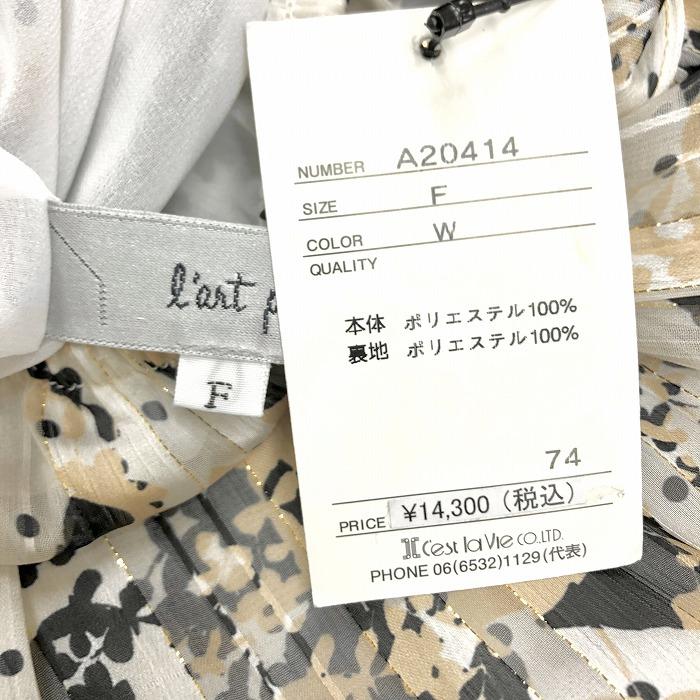 NUMBER A20414
SIZE F
COLOR W
QUALITY
本体 ポリエステル100%
裏地 ポリエステル100%
74
PRICE ¥14,300（税込）
C'est la Vie CO.LTD.
PHONE 06(6532)1129(代表)
l'art
F